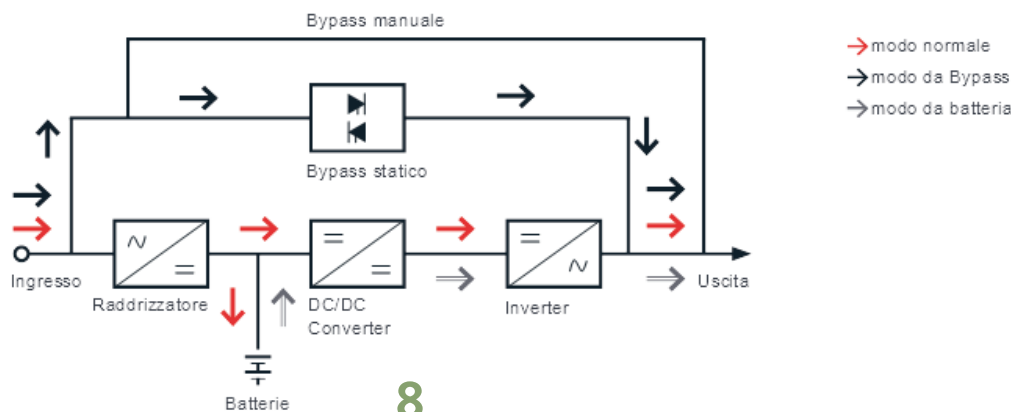 Bypass manuale
modo normale
modo da Bypass
modo da batteria
Bypass statico
Ingresso
Raddrizzatore
DC/DC
Converter
Inverter
Uscita
Batterie
8